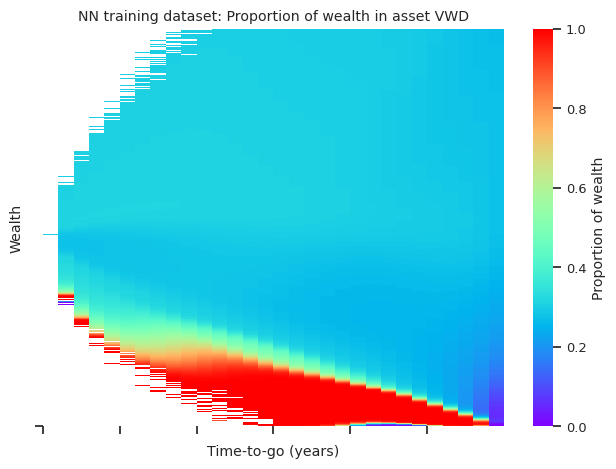 NN training dataset: Proportion of wealth in asset VWD
Wealth
Time-to-go (years)
1.0
0.8
0.6
0.4
0.2
0.0
Proportion of wealth